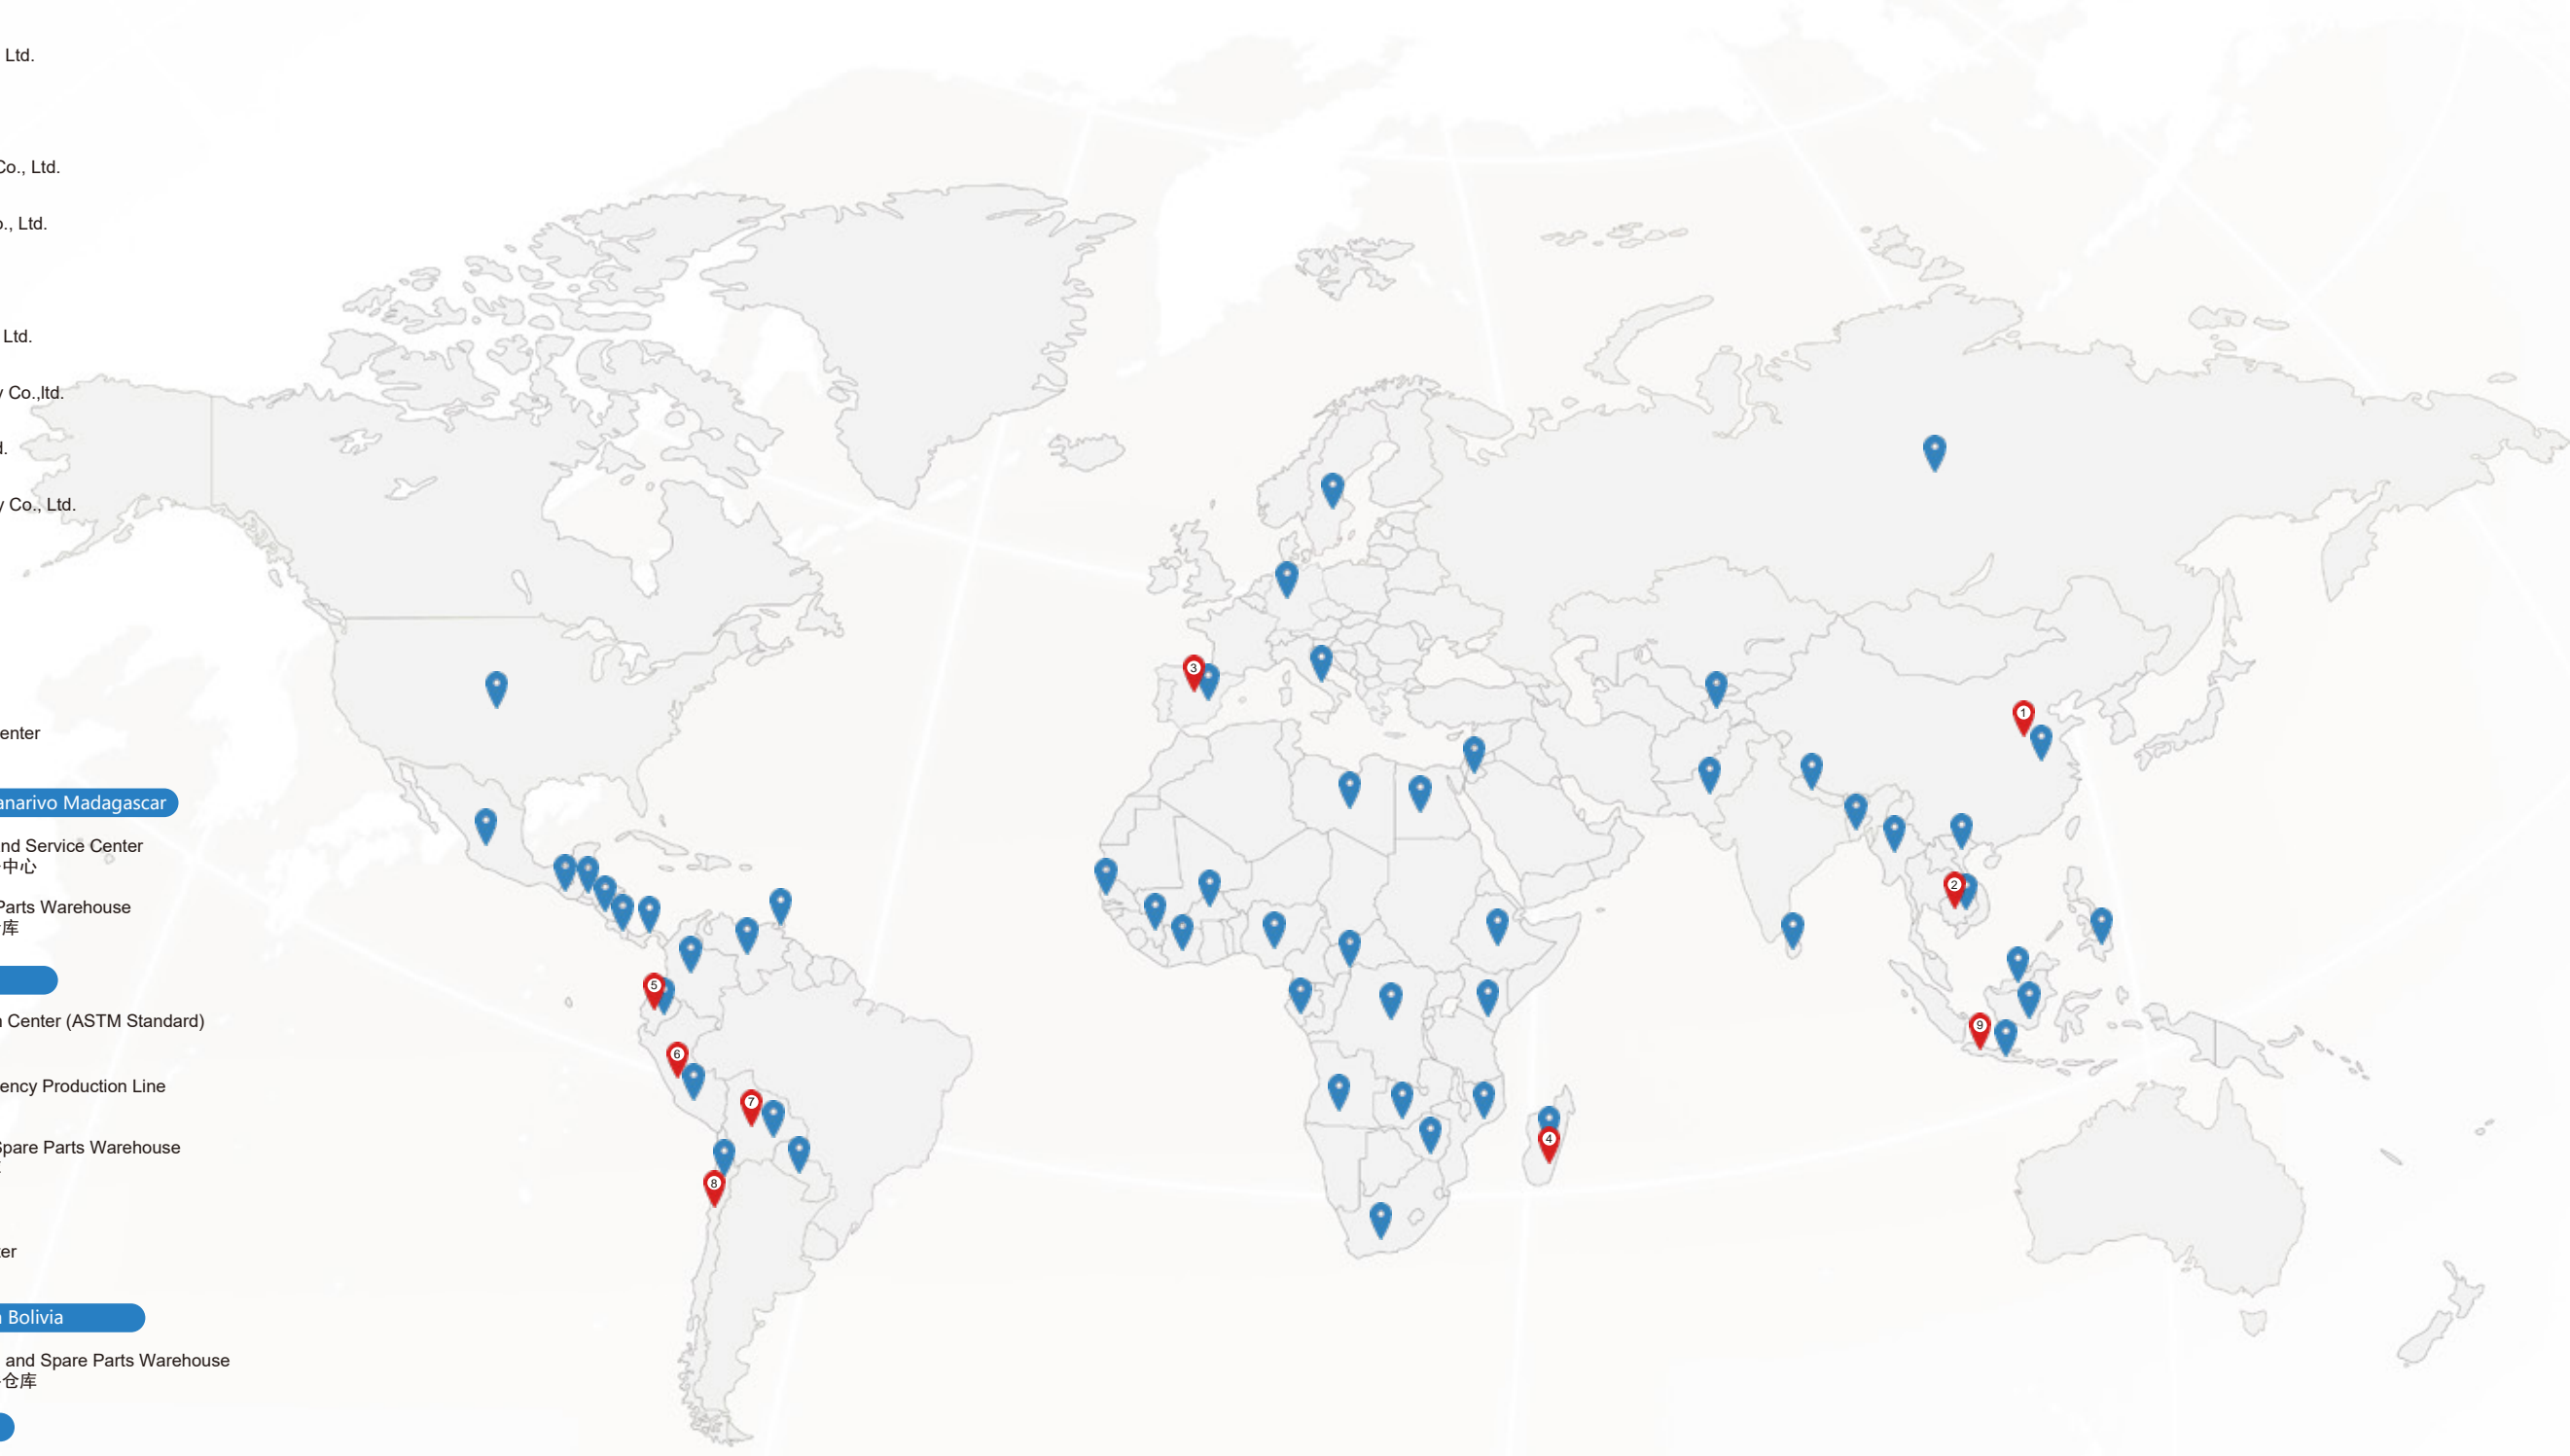 Ltd.
Co., Ltd.
o., Ltd.
Ltd.
y Co.,ltd.
d.
y Co., Ltd.
enter
anarivo Madagascar
nd Service Center
中心
Parts Warehouse
库
n Center (ASTM Standard)
ency Production Line
Spare Parts Warehouse
ter
Bolivia
and Spare Parts Warehouse
仓库
3
1
2
5
6
9
7
4
8